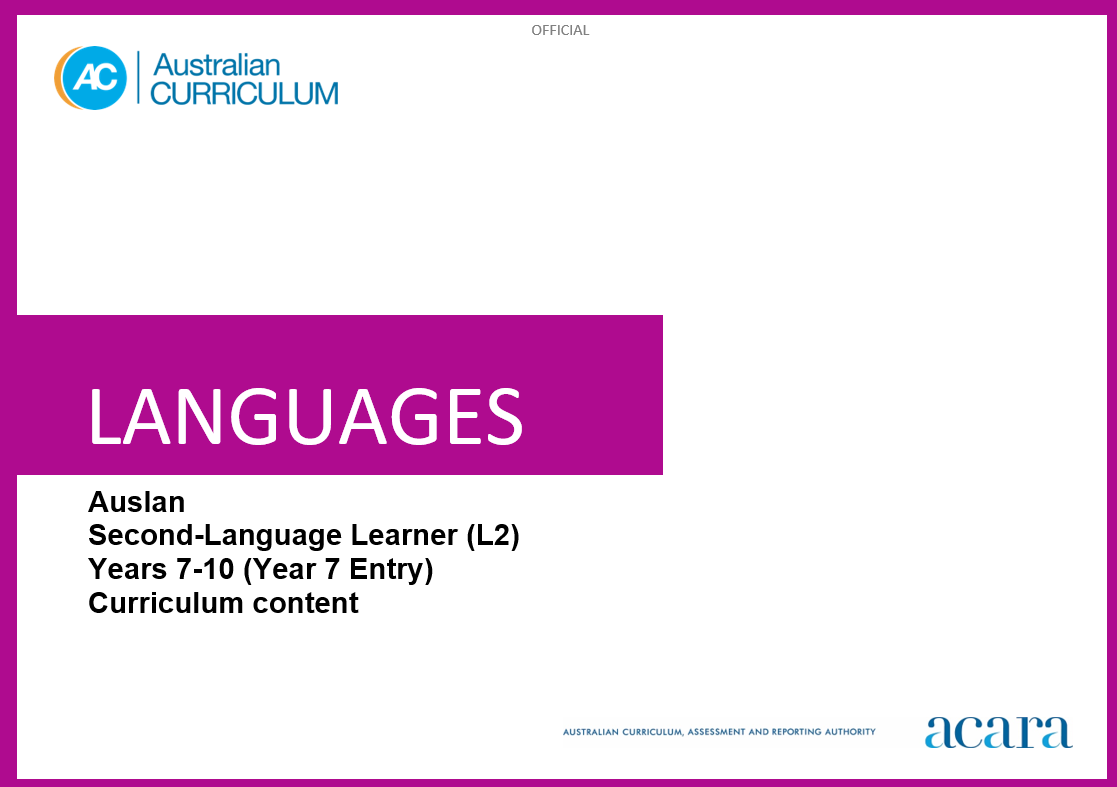 OFFICIAL
AC Australian
CURRICULUM
LANGUAGES
Auslan
Second-Language Learner (L2)
Years 7-10 (Year 7 Entry)
Curriculum content
AUSTRALIAN CURRICULUM, ASSESSMENT AND REPORTING AUTHORITY
acara